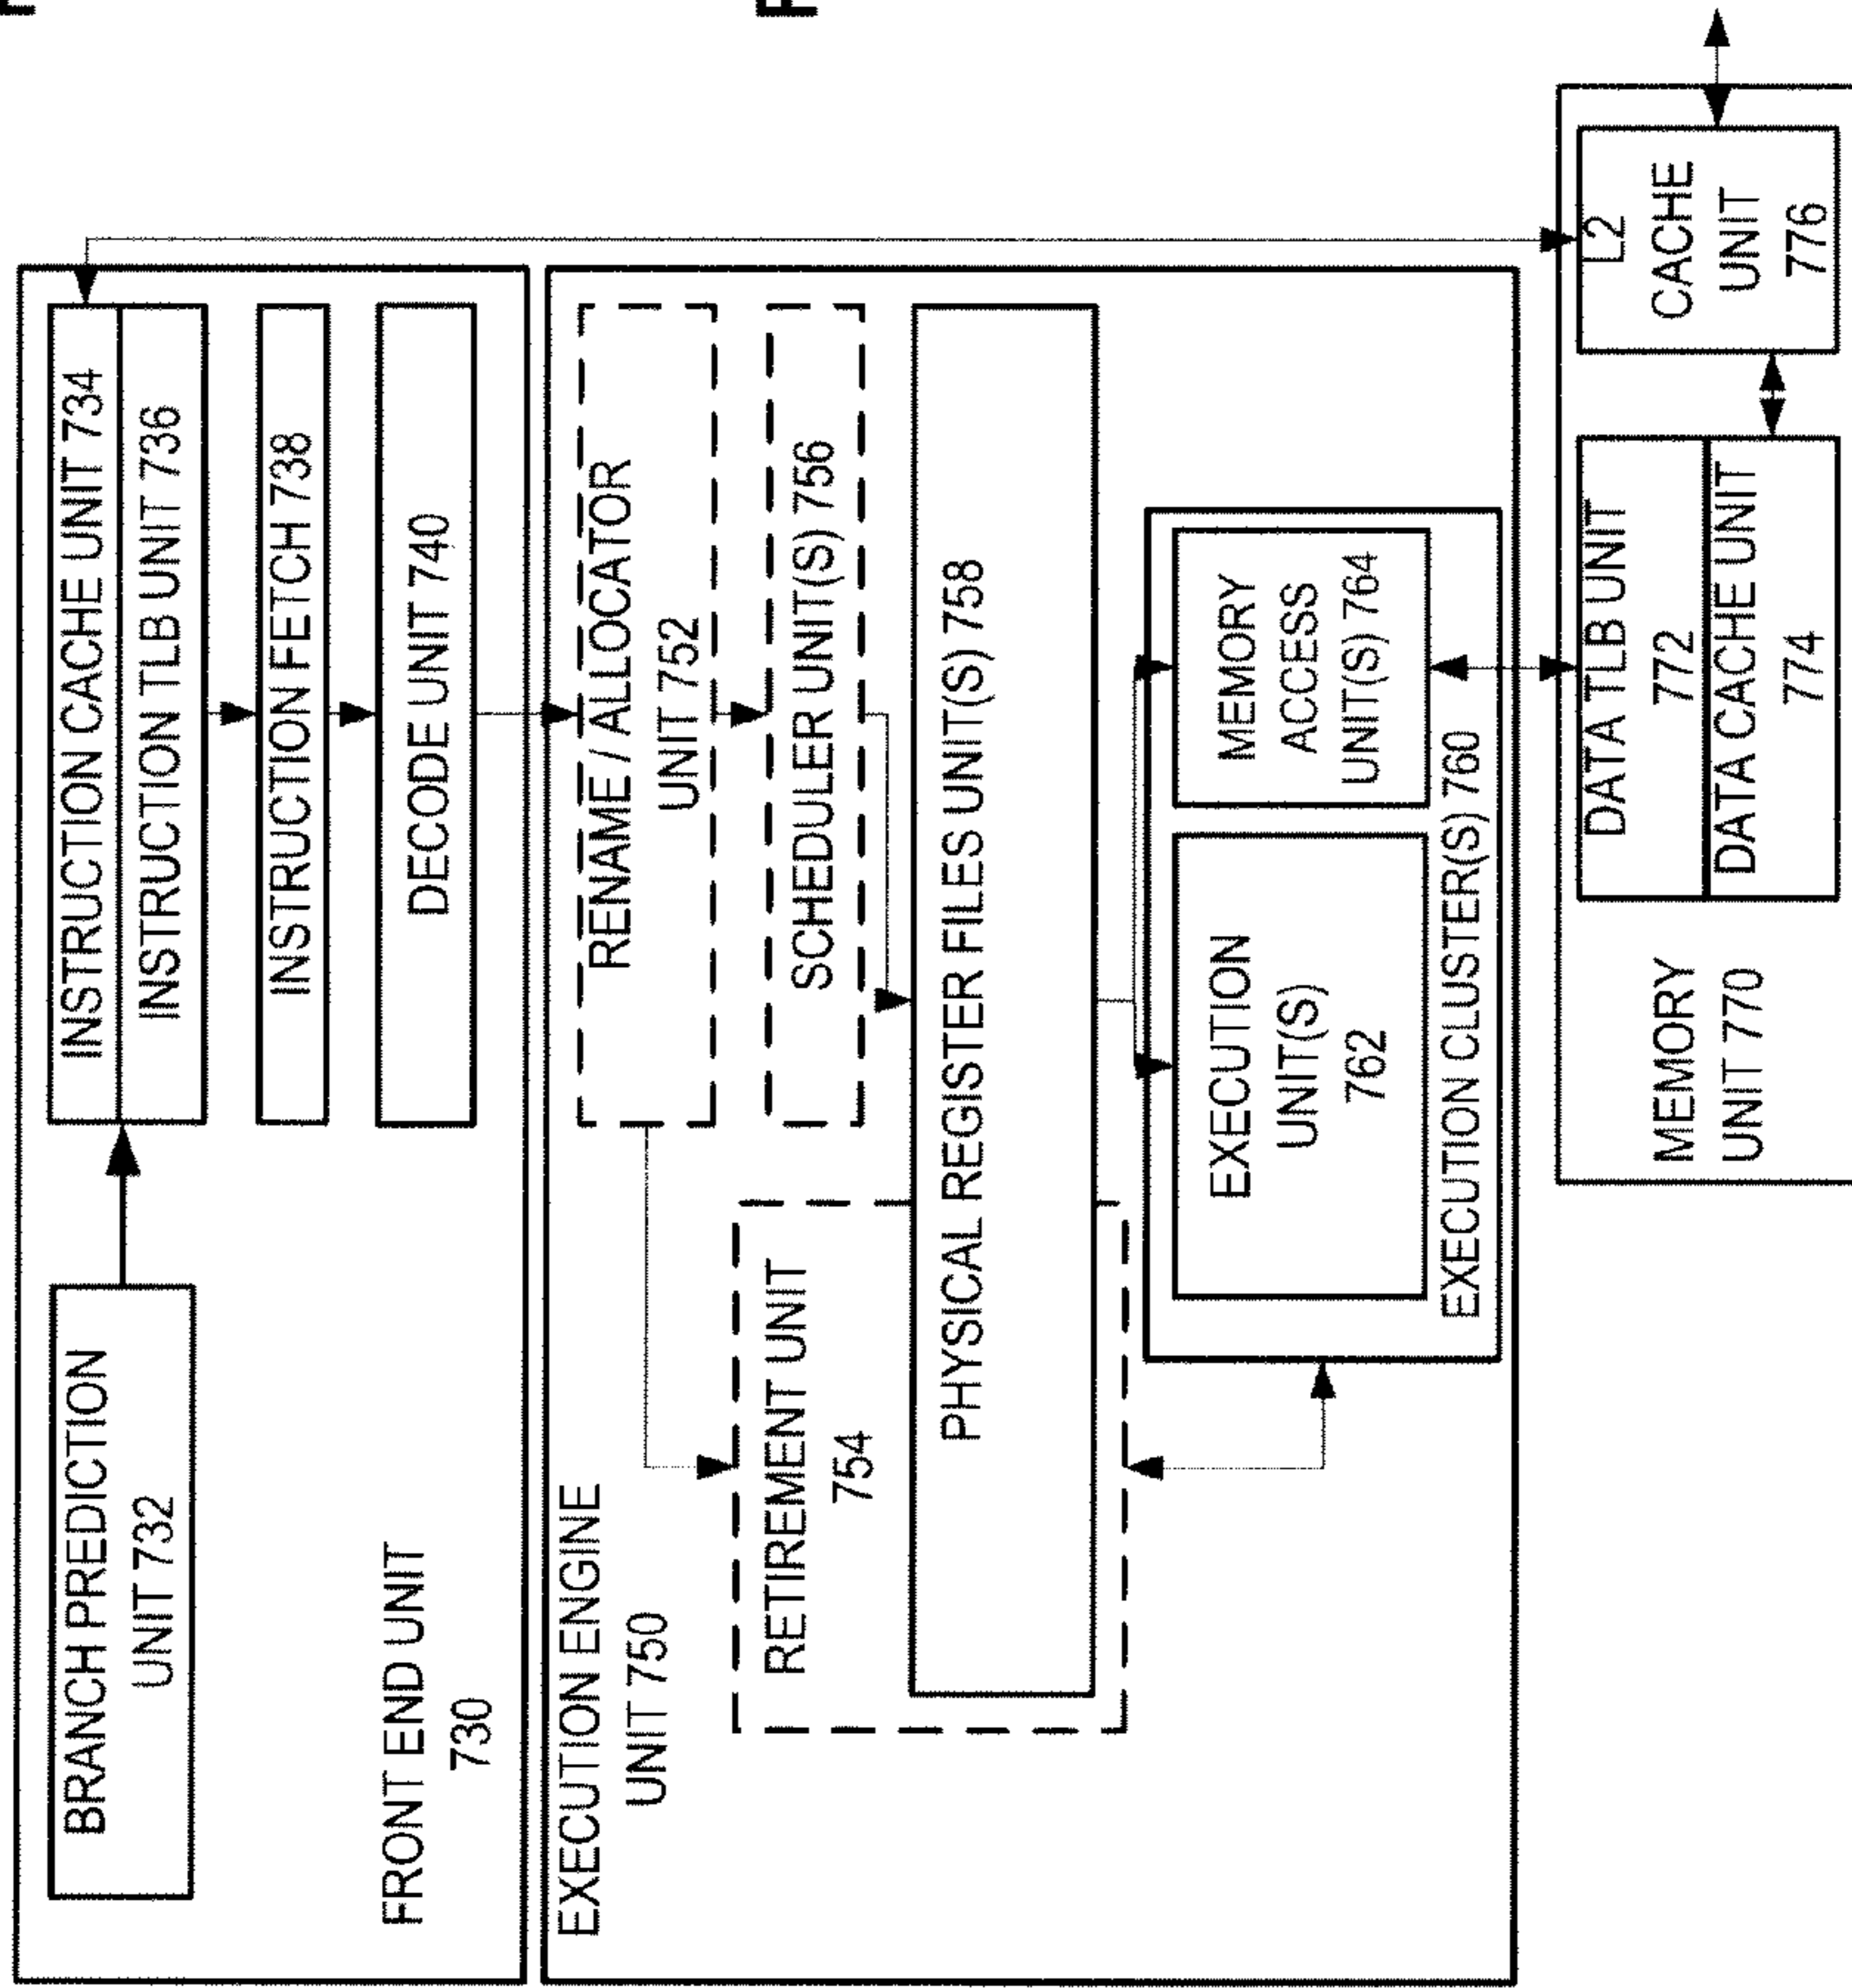 BRANCH PREDICTION
UNIT 732
INSTRUCTION CACHE UNIT 734
INSTRUCTION TLB UNIT 736
INSTRUCTION FETCH 738
DECODE UNIT 740
FRONT END UNIT
730
EXECUTION ENGINE
UNIT 750
RENAME / ALLOCATOR
UNIT 752
SCHEDULER UNIT(S) 756
RETIREMENT UNIT
754
PHYSICAL REGISTER FILES UNIT(S) 758
EXECUTION
UNIT(S)
762
MEMORY
ACCESS
UNIT(S) 764
EXECUTION CLUSTER(S) 760
MEMORY
UNIT 770
DATA TLB UNIT
772
DATA CACHE UNIT
774
L2
CACHE
UNIT
776